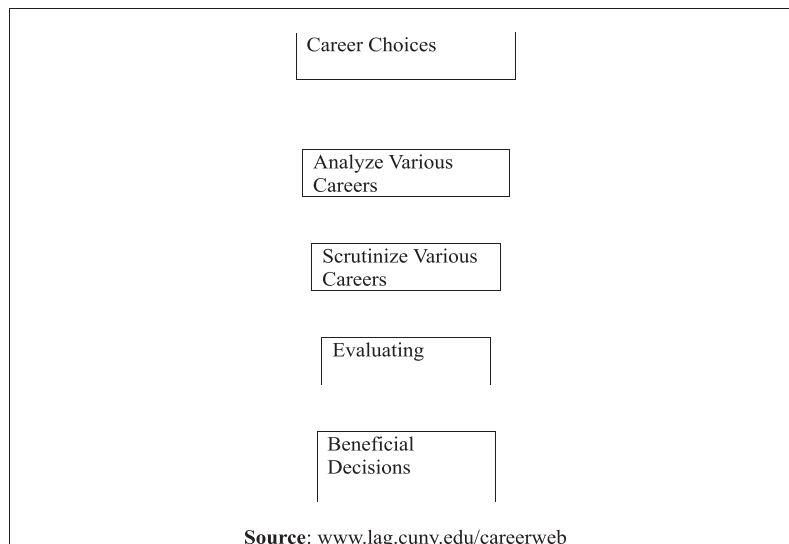 Career Choices
Analyze Various
Careers
Scrutinize Various
Careers
Evaluating
Beneficial
Decisions
Source: www.lag.cuny.edu/careerweb